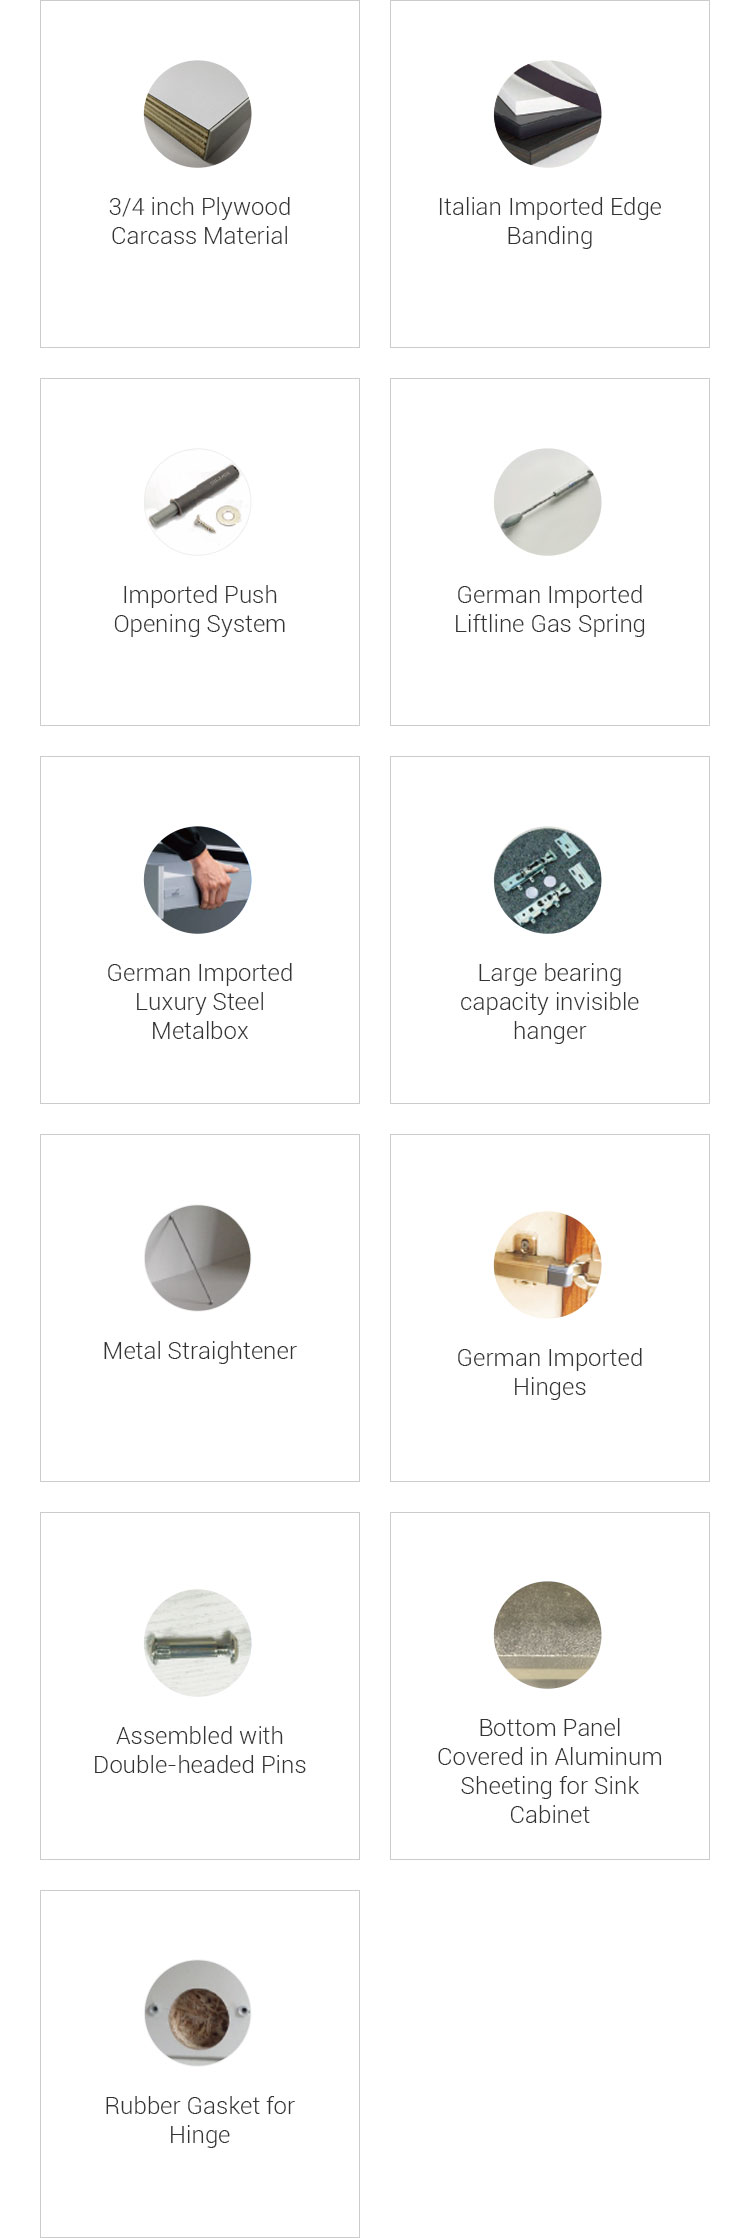 3/4 inch Plywood
Carcass Material
Italian Imported Edge
Banding
Imported Push
Opening System
German Imported
Liftline Gas Spring
German Imported
Luxury Steel
Metalbox
Large bearing
capacity invisible
hanger
Metal Straightener
German Imported
Hinges
Assembled with
Double-headed Pins
Bottom Panel
Covered in Aluminum
Sheeting for Sink
Cabinet
Rubber Gasket for
Hinge